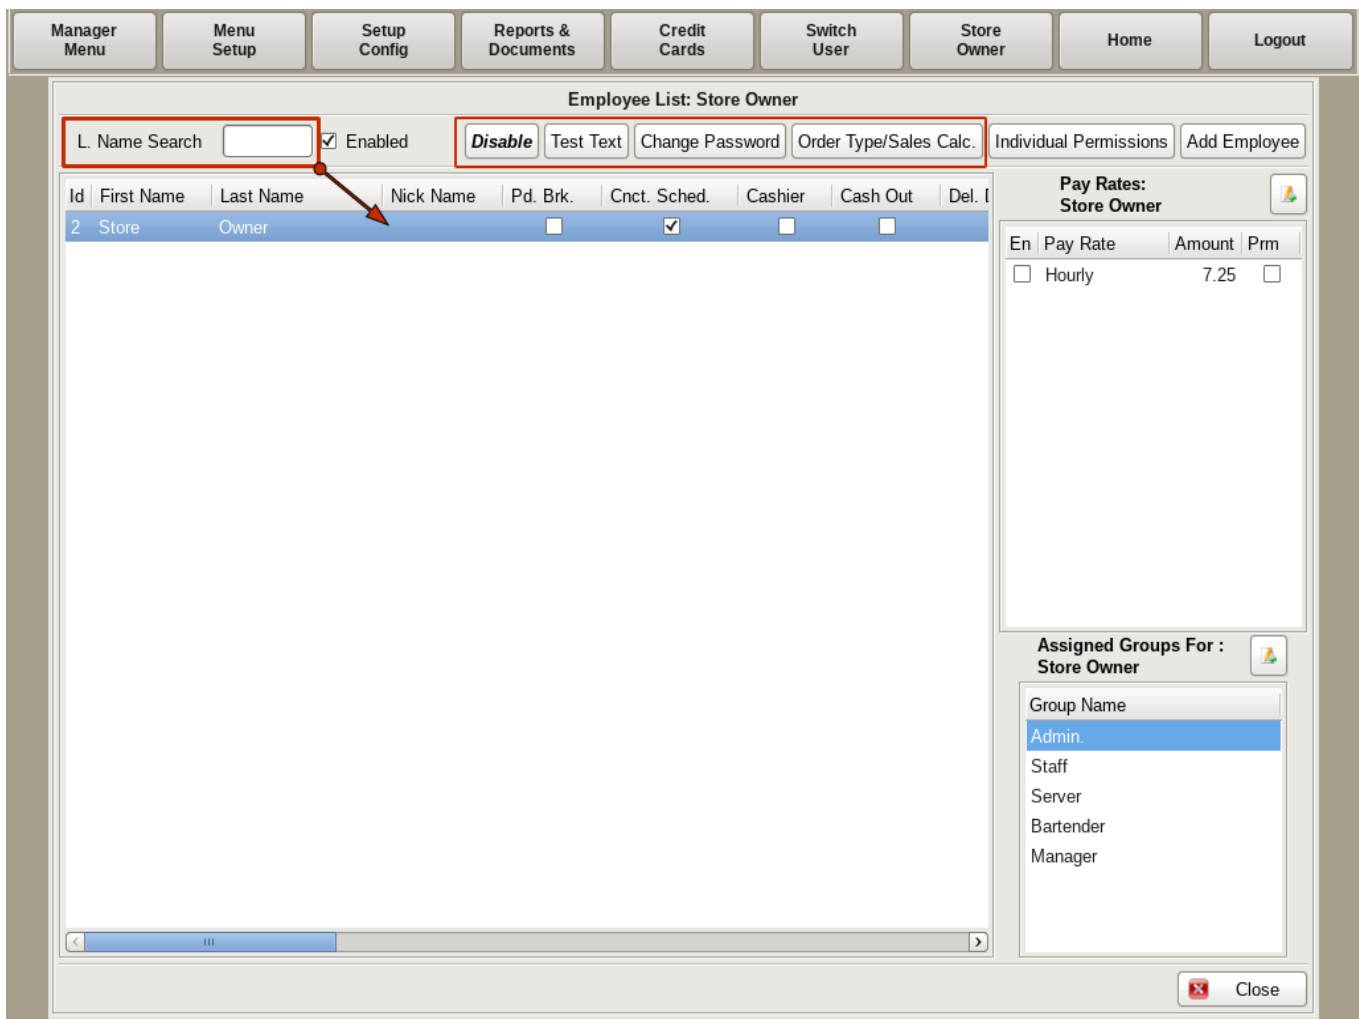 Manager Menu
Menu Setup
Setup Config
Reports & Documents
Credit Cards
Switch User
Store Owner
Home
Logout
Employee List: Store Owner
L. Name Search
Enabled
Disable
Test Text
Change Password
Order Type/Sales Calc.
Individual Permissions
Add Employee
Id First Name Last Name Nick Name Pd. Brk. Cnct. Sched. Cashier Cash Out Del.
2 Store Owner
Pay Rates:
Store Owner
En Pay Rate Amount Prm
Hourly 7.25
Assigned Groups For :
Store Owner
Group Name
Admin.
Staff
Server
Bartender
Manager
Close